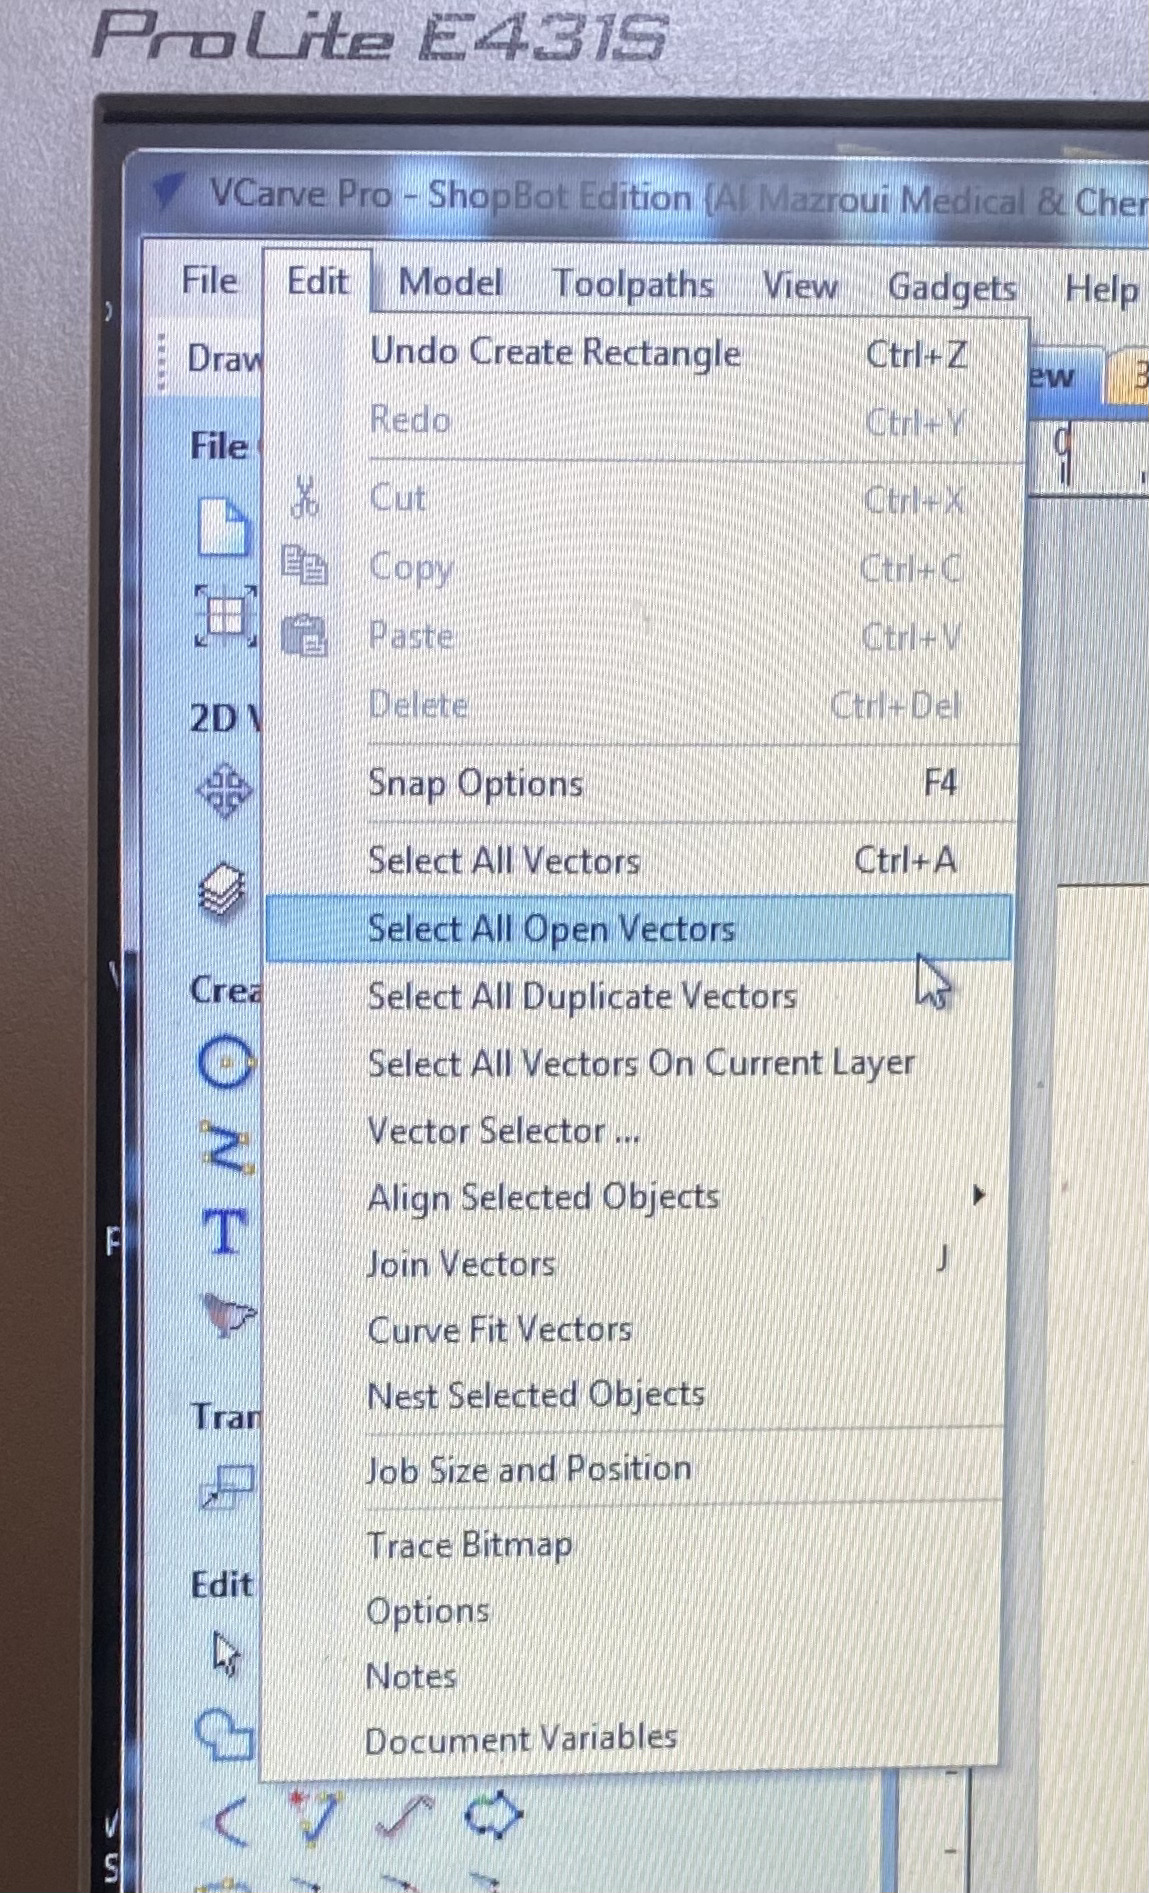 ProLite E431S
VCarve Pro - ShopBot Edition {Al Mazroui Medical & Cher
File Edit Model Toolpaths View Gadgets Help
Draw
Undo Create Rectangle Ctrl+Z
ew 3
Redo Ctrl+Y
File
Cut Ctrl+X
Copy Ctrl+C
Paste Ctrl+V
Delete Ctrl+Del
2D
Snap Options F4
Select All Vectors Ctrl+A
Select All Open Vectors
Select All Duplicate Vectors
Crea
Select All Vectors On Current Layer
Vector Selector ...
Align Selected Objects
Join Vectors J
Curve Fit Vectors
Nest Selected Objects
Tran
Job Size and Position
Trace Bitmap
Edit
Options
Notes
Document Variables